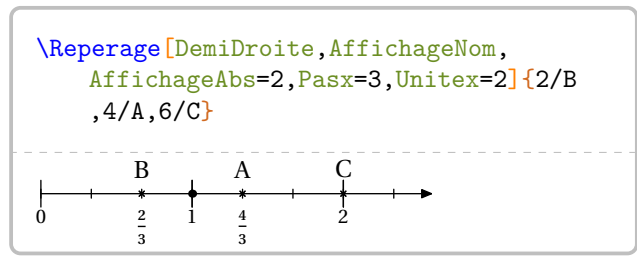 \Reperage[DemiDroite,AffichageNom,
AffichageAbs=2,Pasx=3,Unitex=2]{2/B
,4/A,6/C}
B A C
0 2/3 1 4/3 2